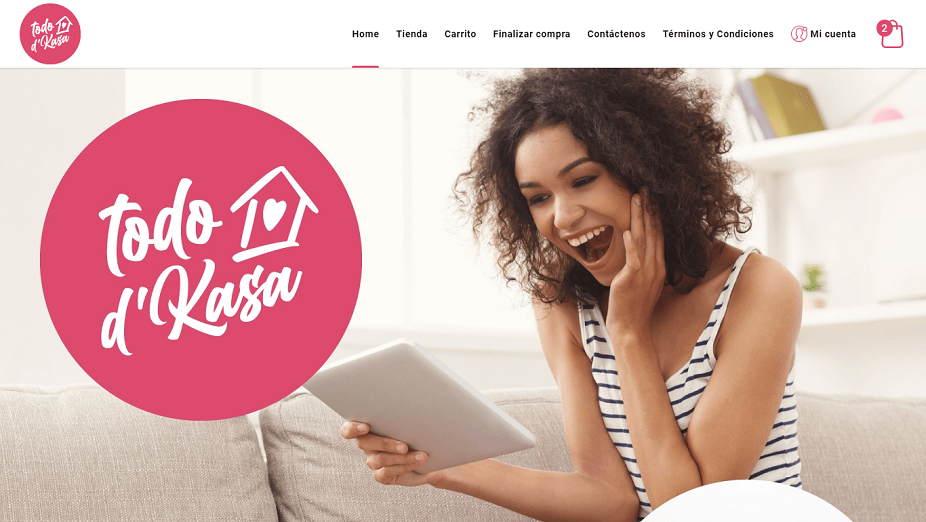 todo
d'Kasa
Home Tienda Carrito Finalizar compra Contáctenos Términos y Condiciones Mi cuenta 2
todo
d'Kasa